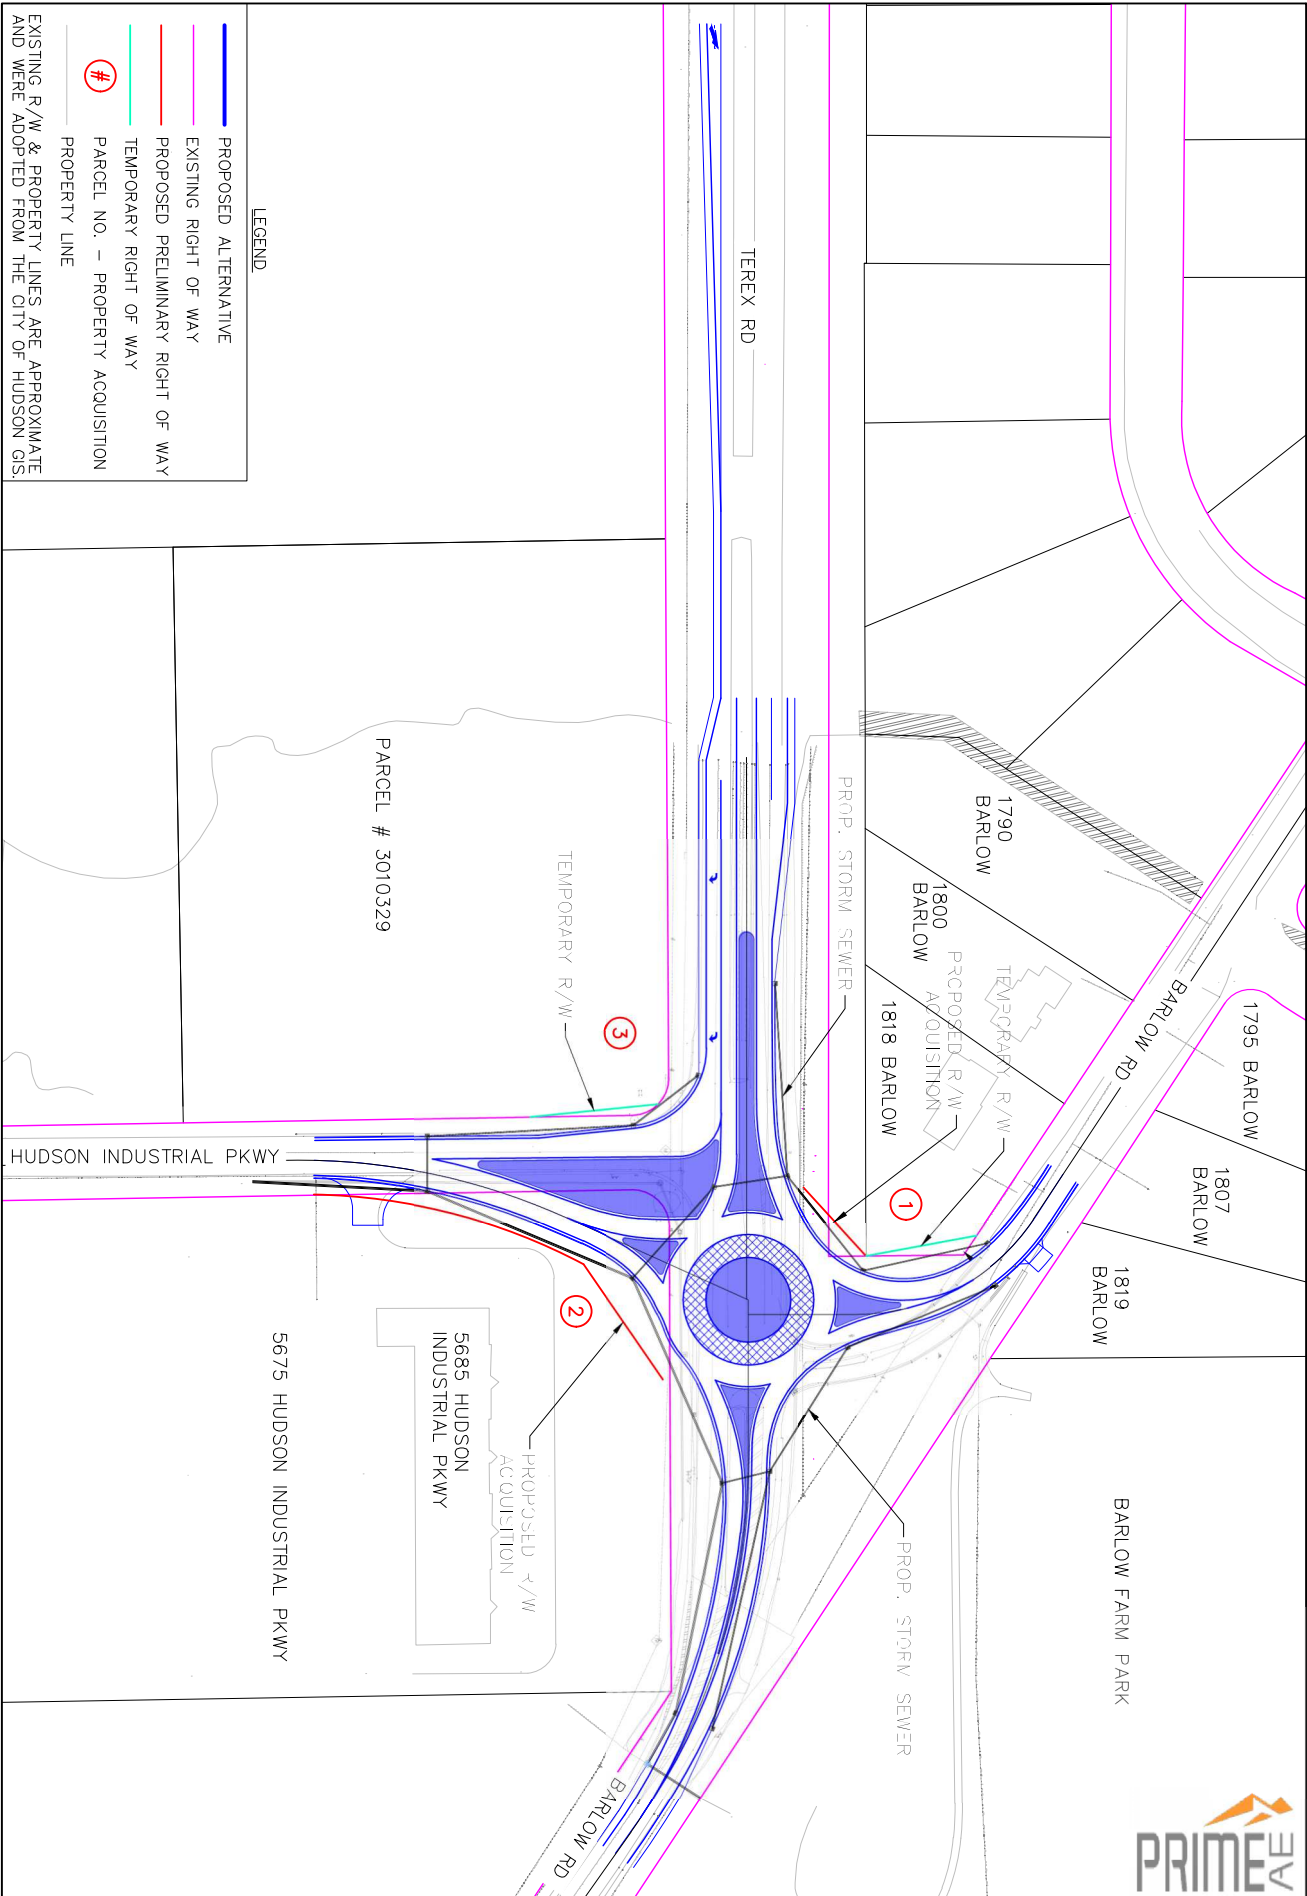 TEREX RD
1790
BARLOW
1800
BARLOW
1818 BARLOW
PROP. STORM SEWER
PROPOSED R/W
ACQUISITION
TEMPORARY R/W
BARLOW RD
1795 BARLOW
1807
BARLOW
1819
BARLOW
BARLOW FARM PARK
1
PARCEL # 3010329
TEMPORARY R/W
3
HUDSON INDUSTRIAL PKWY
2
5685 HUDSON
INDUSTRIAL PKWY
PROPOSED R/W
ACQUISITION
5675 HUDSON INDUSTRIAL PKWY
PROP. STORM SEWER
BARLOW RD
LEGEND
PROPOSED ALTERNATIVE
EXISTING RIGHT OF WAY
PROPOSED PRELIMINARY RIGHT OF WAY
TEMPORARY RIGHT OF WAY
# PARCEL NO. – PROPERTY ACQUISITION
PROPERTY LINE
EXISTING R/W & PROPERTY LINES ARE APPROXIMATE
AND WERE ADOPTED FROM THE CITY OF HUDSON GIS.
PRIME AE